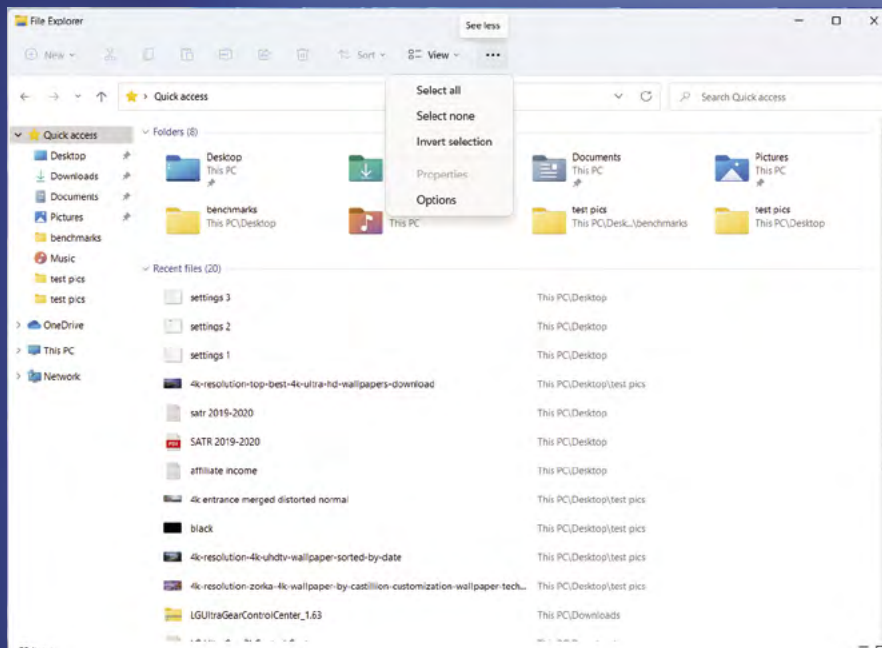 File Explorer
See less
New
Sort
View
Quick access
Search Quick access
Select all
Select none
Invert selection
Properties
Options
Quick access
Desktop
Downloads
Documents
Pictures
benchmarks
Music
test pics
test pics
OneDrive
This PC
Network
Folders (8)
Desktop
This PC
Documents
This PC
Pictures
This PC
benchmarks
This PC\Desktop
This PC
test pics
This PC\Desk...\benchmarks
test pics
This PC\Desktop
Recent files (20)
settings 3 This PC\Desktop
settings 2 This PC\Desktop
settings 1 This PC\Desktop
4k-resolution-top-best-4k-ultra-hd-wallpapers-download This PC\Desktop\test pics
satr 2019-2020 This PC\Desktop
PDF SATR 2019-2020 This PC\Desktop
affiliate income This PC\Desktop
4k entrance merged distorted normal This PC\Desktop\test pics
black This PC\Desktop\test pics
4k-resolution-4k-uhdtv-wallpaper-sorted-by-date This PC\Desktop\test pics
4k-resolution-zorka-4k-wallpaper-by-castillion-customization-wallpaper-tech... This PC\Desktop\test pics
LGUltraGearControlCenter_1.63 This PC\Downloads